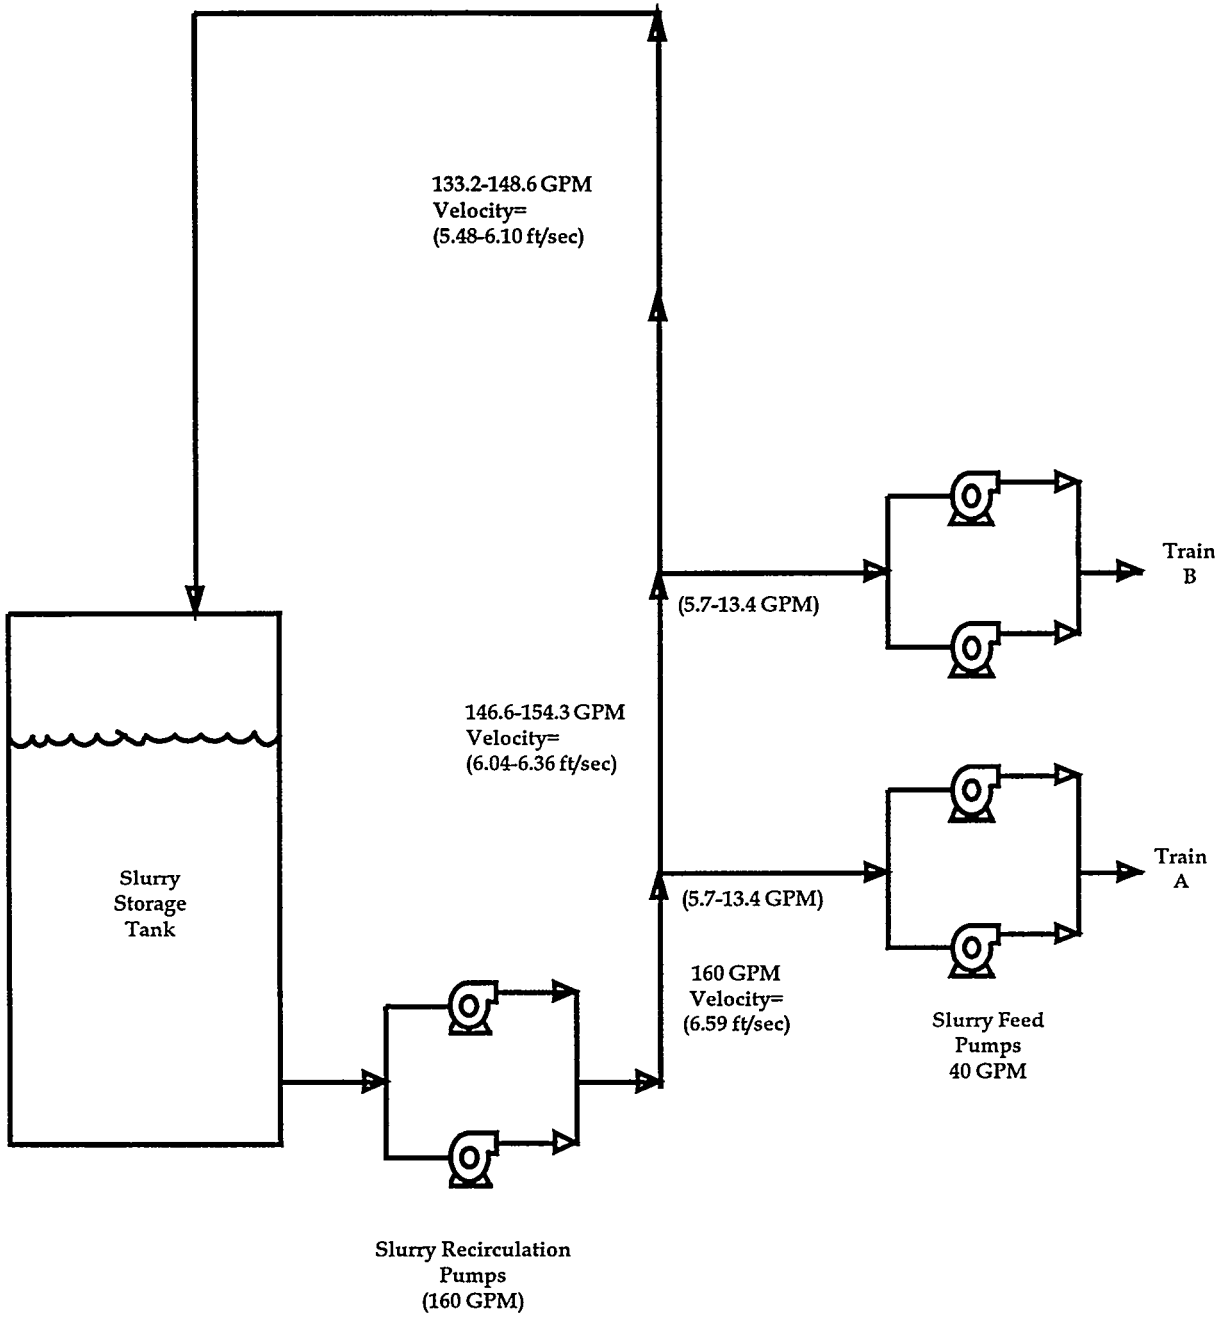 133.2-148.6 GPM
Velocity=
(5.48-6.10 ft/sec)
Train
B
(5.7-13.4 GPM)
146.6-154.3 GPM
Velocity=
(6.04-6.36 ft/sec)
Train
A
(5.7-13.4 GPM)
Slurry
Storage
Tank
160 GPM
Velocity=
(6.59 ft/sec)
Slurry Feed
Pumps
40 GPM
Slurry Recirculation
Pumps
(160 GPM)